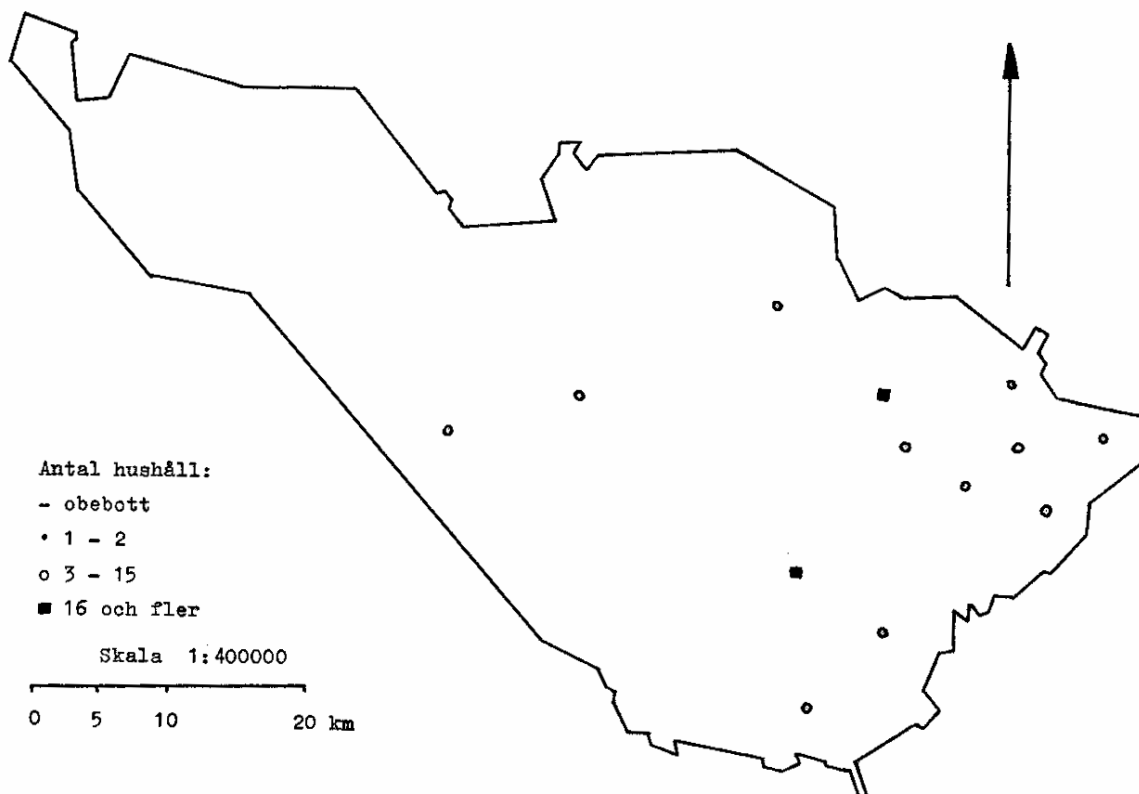 Antal hushåll:
- obebott
• 1 - 2
o 3 - 15
■ 16 och fler
Skala 1:400000
0 5 10 20 km